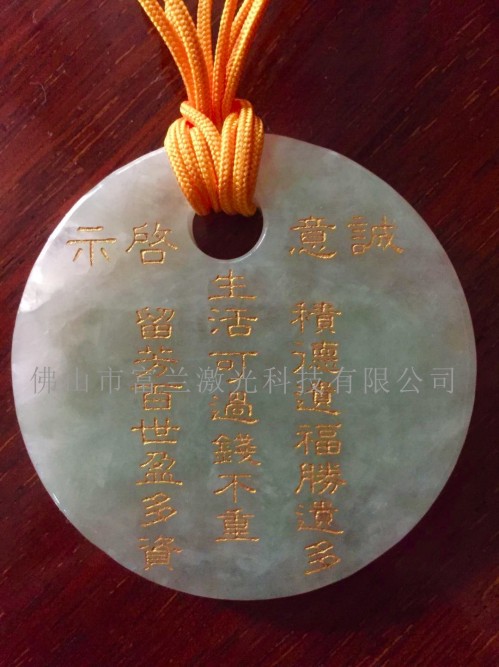 誠意啓示
積德遺福勝遺多
生活可過錢不重
留芳百世盈多資
佛山市富兰激光科技有限公司